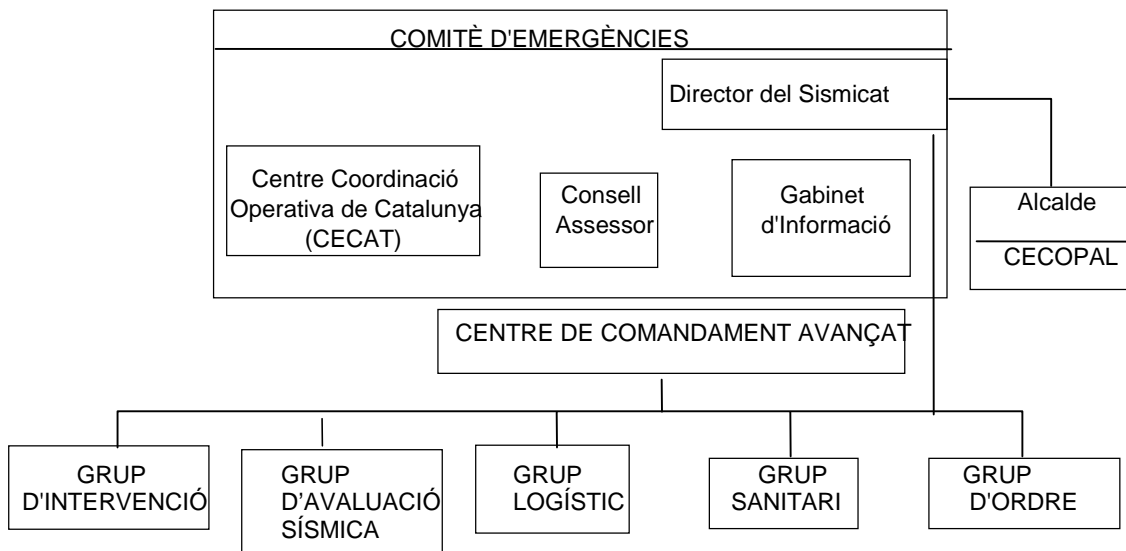 COMITÈ D'EMERGÈNCIES
Director del Sismicat
Centre Coordinació
Operativa de Catalunya
(CECAT)
Consell
Assessor
Gabinet
d'Informació
Alcalde
CECOPAL
CENTRE DE COMANDAMENT AVANÇAT
GRUP
D'INTERVENCIÓ
GRUP
D’AVALUACIÓ
SÍSMICA
GRUP
LOGÍSTIC
GRUP
SANITARI
GRUP
D'ORDRE